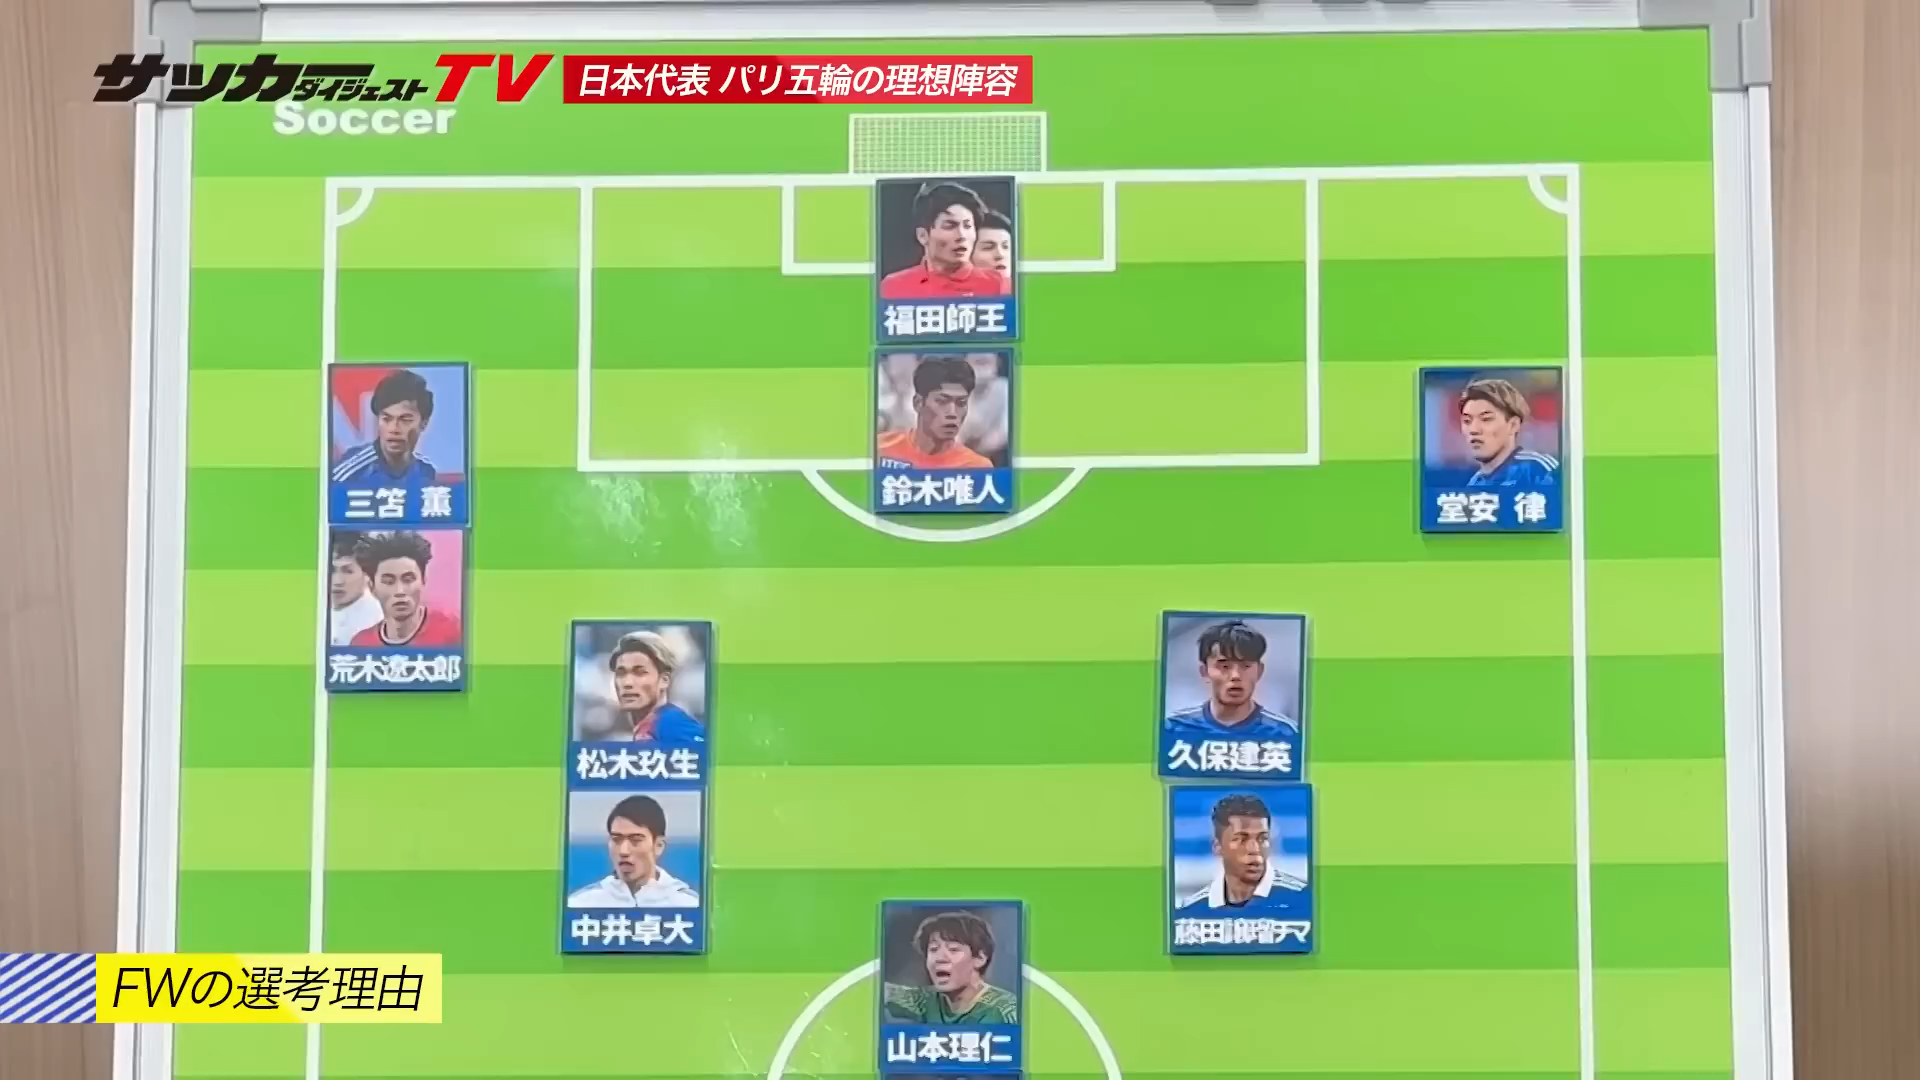 サッカーダイジェストTV 日本代表 パリ五輪の理想陣容
Soccer
福田師王
鈴木唯人
三笘 薫
堂安 律
荒木遼太郎
松木玖生
久保建英
中井卓大
藤田譲瑠チマ
山本理仁
FWの選考理由